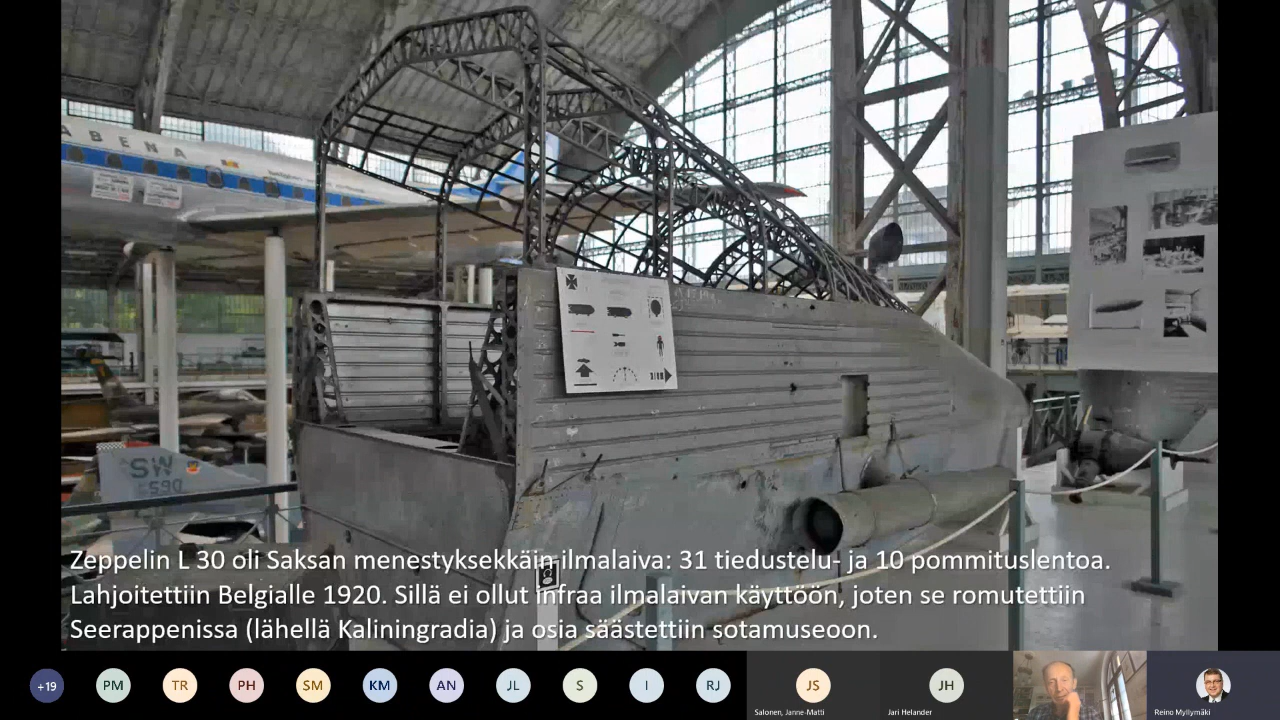 ABENA
SW
Zeppelin L 30 oli Saksan menestyksekkäin ilmalaiva: 31 tiedustelu- ja 10 pommituslentoa.
Lahjoitettiin Belgialle 1920. Sillä ei ollut infraa ilmalaivan käyttöön, joten se romutettiin
Seerappenissa (lähellä Kaliningradia) ja osia säästettiin sotamuseoon.
+19
PM
TR
PH
SM
KM
AN
JL
S
I
RJ
JS
JH
Salonen, Janne-Matti
Jari Helander
Reino Myllymäki